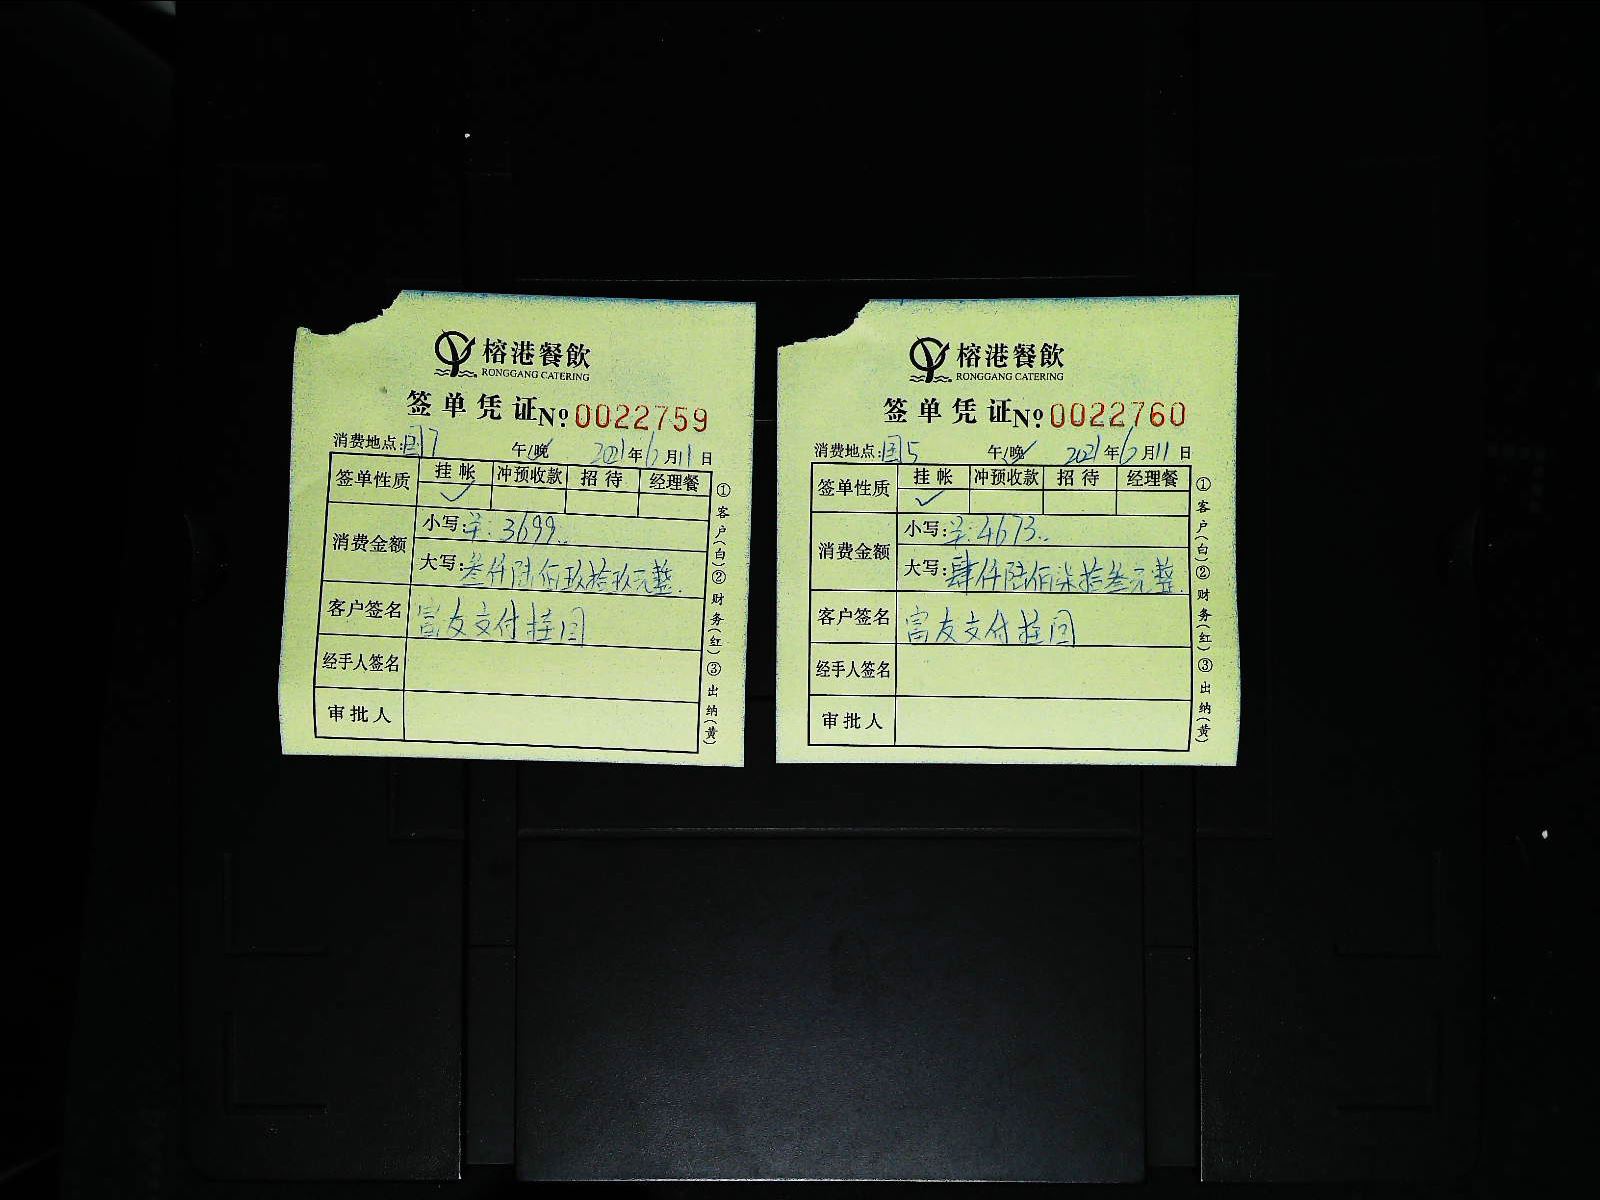 榕港餐飲
RONGGANG CATERING
签单凭证№:0022759
消费地点:国7 午/晚 2021年6月11日
签单性质 挂帐 冲预收款 招待 经理餐
✓
消费金额
小写:羊:3699..
大写:叁仟陆佰玖拾玖元整.
客户签名 富友支付挂回
经手人签名
审批人
①客户(白)②财务(红)③出纳(黄)
榕港餐飲
RONGGANG CATERING
签单凭证№:0022760
消费地点:国5 午/晚 2021年6月11日
签单性质 挂帐 冲预收款 招待 经理餐
✓
消费金额
小写:羊:4673..
大写:肆仟陆佰柒拾叁元整.
客户签名 富友支付挂回
经手人签名
审批人
①客户(白)②财务(红)③出纳(黄)